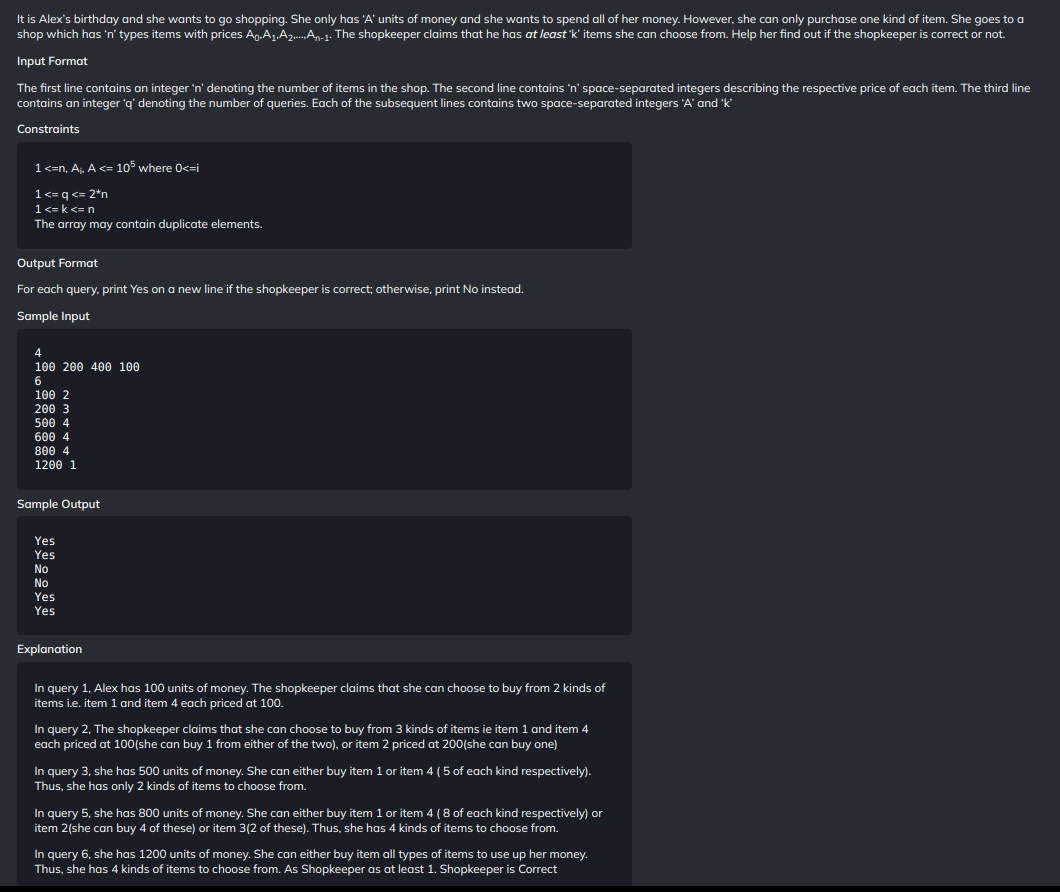 It is Alex's birthday and she wants to go shopping. She only has 'A' units of money and she wants to spend all of her money. However, she can only purchase one kind of item. She goes to a
shop which has 'n' types items with prices A0,A1,A2,...,An-1. The shopkeeper claims that he has at least 'k' items she can choose from. Help her find out if the shopkeeper is correct or not.
Input Format
The first line contains an integer 'n' denoting the number of items in the shop. The second line contains 'n' space-separated integers describing the respective price of each item. The third line
contains an integer 'q' denoting the number of queries. Each of the subsequent lines contains two space-separated integers 'A' and 'k'
Constraints
1 <=n, Ai, A <= 10^5 where 0<=i
1 <= q <= 2*n
1 <= k <= n
The array may contain duplicate elements.
Output Format
For each query, print Yes on a new line if the shopkeeper is correct; otherwise, print No instead.
Sample Input
4
100 200 400 100
6
100 2
200 3
500 4
600 4
800 4
1200 1
Sample Output
Yes
Yes
No
No
Yes
Yes
Explanation
In query 1, Alex has 100 units of money. The shopkeeper claims that she can choose to buy from 2 kinds of
items i.e. item 1 and item 4 each priced at 100.
In query 2, The shopkeeper claims that she can choose to buy from 3 kinds of items ie item 1 and item 4
each priced at 100(she can buy 1 from either of the two), or item 2 priced at 200(she can buy one)
In query 3, she has 500 units of money. She can either buy item 1 or item 4 ( 5 of each kind respectively).
Thus, she has only 2 kinds of items to choose from.
In query 5, she has 800 units of money. She can either buy item 1 or item 4 ( 8 of each kind respectively) or
item 2(she can buy 4 of these) or item 3(2 of these). Thus, she has 4 kinds of items to choose from.
In query 6, she has 1200 units of money. She can either buy item all types of items to use up her money.
Thus, she has 4 kinds of items to choose from. As Shopkeeper as at least 1. Shopkeeper is Correct